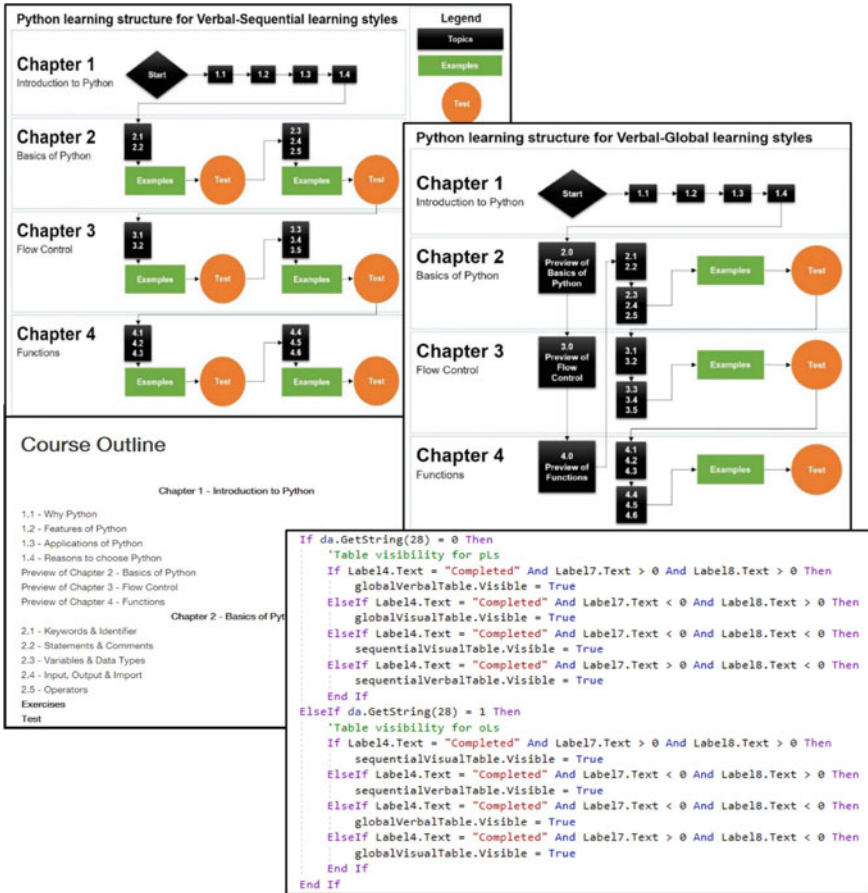 Python learning structure for Verbal-Sequential learning styles
Legend
Topics
Examples
Test
Chapter 1
Introduction to Python
Start
1.1
1.2
1.3
1.4
Chapter 2
Basics of Python
2.1
2.2
Examples
Test
2.3
2.4
2.5
Examples
Test
Chapter 3
Flow Control
3.1
3.2
Examples
Test
3.3
3.4
3.5
Examples
Test
Chapter 4
Functions
4.1
4.2
4.3
Examples
Test
4.4
4.5
4.6
Examples
Test
Python learning structure for Verbal-Global learning styles
Chapter 1
Introduction to Python
Start
1.1
1.2
1.3
1.4
Chapter 2
Basics of Python
2.0
Preview of
Basics of
Python
2.1
2.2
2.3
2.4
2.5
Examples
Test
Chapter 3
Flow Control
3.0
Preview of
Flow
Control
3.1
3.2
3.3
3.4
3.5
Examples
Test
Chapter 4
Functions
4.0
Preview of
Functions
4.1
4.2
4.3
4.4
4.5
4.6
Examples
Test
Course Outline
Chapter 1 - Introduction to Python
1.1 - Why Python
1.2 - Features of Python
1.3 - Applications of Python
1.4 - Reasons to choose Python
Preview of Chapter 2 - Basics of Python
Preview of Chapter 3 - Flow Control
Preview of Chapter 4 - Functions
Chapter 2 - Basics of Pyt
2.1 - Keywords & Identifier
2.2 - Statements & Comments
2.3 - Variables & Data Types
2.4 - Input, Output & Import
2.5 - Operators
Exercises
Test
If da.GetString(28) = 0 Then
'Table visibility for pLs
If Label4.Text = "Completed" And Label7.Text > 0 And Label8.Text > 0 Then
globalVerbalTable.Visible = True
ElseIf Label4.Text = "Completed" And Label7.Text < 0 And Label8.Text > 0 Then
globalVisualTable.Visible = True
ElseIf Label4.Text = "Completed" And Label7.Text < 0 And Label8.Text < 0 Then
sequentialVisualTable.Visible = True
ElseIf Label4.Text = "Completed" And Label7.Text > 0 And Label8.Text < 0 Then
sequentialVerbalTable.Visible = True
End If
ElseIf da.GetString(28) = 1 Then
'Table visibility for oLs
If Label4.Text = "Completed" And Label7.Text > 0 And Label8.Text > 0 Then
sequentialVisualTable.Visible = True
ElseIf Label4.Text = "Completed" And Label7.Text < 0 And Label8.Text > 0 Then
sequentialVerbalTable.Visible = True
ElseIf Label4.Text = "Completed" And Label7.Text < 0 And Label8.Text < 0 Then
globalVerbalTable.Visible = True
ElseIf Label4.Text = "Completed" And Label7.Text > 0 And Label8.Text < 0 Then
globalVisualTable.Visible = True
End If
End If